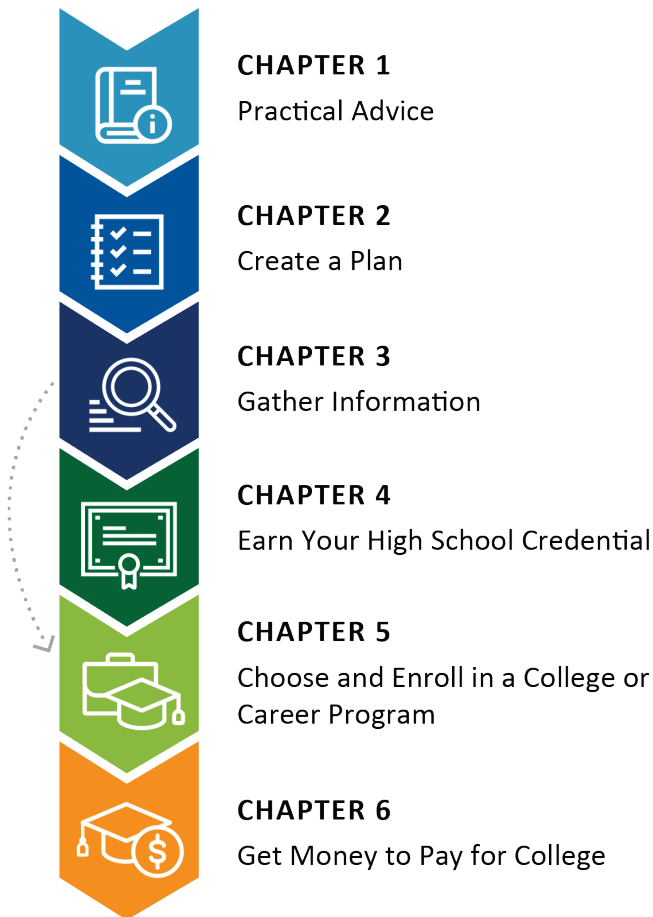 CHAPTER 1
Practical Advice
CHAPTER 2
Create a Plan
CHAPTER 3
Gather Information
CHAPTER 4
Earn Your High School Credential
CHAPTER 5
Choose and Enroll in a College or
Career Program
CHAPTER 6
Get Money to Pay for College